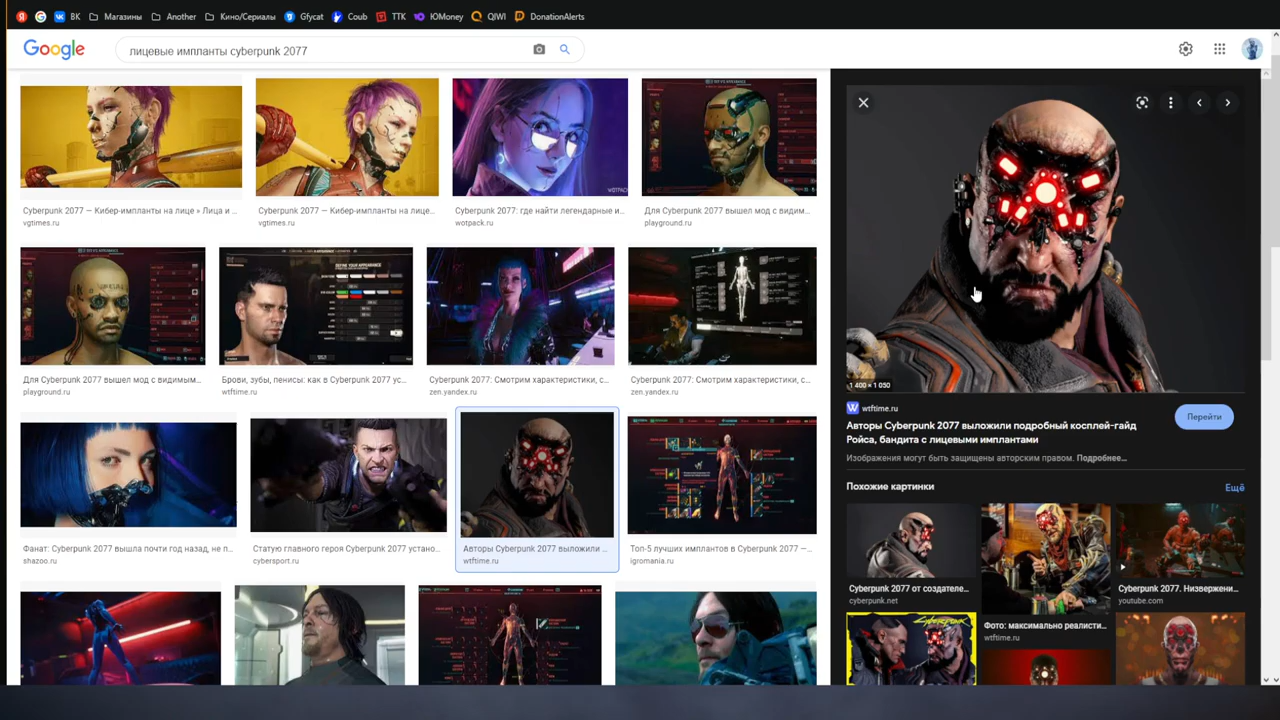 Магазины
Another
Кино/Сериалы
Gfycat
Coub
ТТК
ЮMoney
QIWI
DonationAlerts
ВК
Google
лицевые импланты cyberpunk 2077
Cyberpunk 2077 — Кибер-импланты на лице » Лица и ...
vgtimes.ru
Cyberpunk 2077 — Кибер-импланты на лице...
vgtimes.ru
WOTPACK
Cyberpunk 2077: где найти легендарные и...
wotpack.ru
Для Cyberpunk 2077 вышел мод с видим...
playground.ru
Для Cyberpunk 2077 вышел мод с видимым...
playground.ru
Брови, зубы, пенисы: как в Cyberpunk 2077 ус...
wtftime.ru
Cyberpunk 2077: Смотрим характеристики, с...
zen.yandex.ru
Cyberpunk 2077: Смотрим характеристики, с...
zen.yandex.ru
Фанат: Cyberpunk 2077 вышла почти год назад, не п...
shazoo.ru
Статую главного героя Cyberpunk 2077 устано...
cybersport.ru
Авторы Cyberpunk 2077 выложили ...
wtftime.ru
Топ-5 лучших имплантов в Cyberpunk 2077 —...
igromania.ru
1 400 × 1 050
W wtftime.ru
Авторы Cyberpunk 2077 выложили подробный косплей-гайд
Ройса, бандита с лицевыми имплантами
Перейти
Изображения могут быть защищены авторским правом. Подробнее...
Похожие картинки
Ещё
Cyberpunk 2077 от создателе...
cyberpunk.net
Фото: максимально реалисти...
wtftime.ru
Cyberpunk 2077. Низвержени...
youtube.com